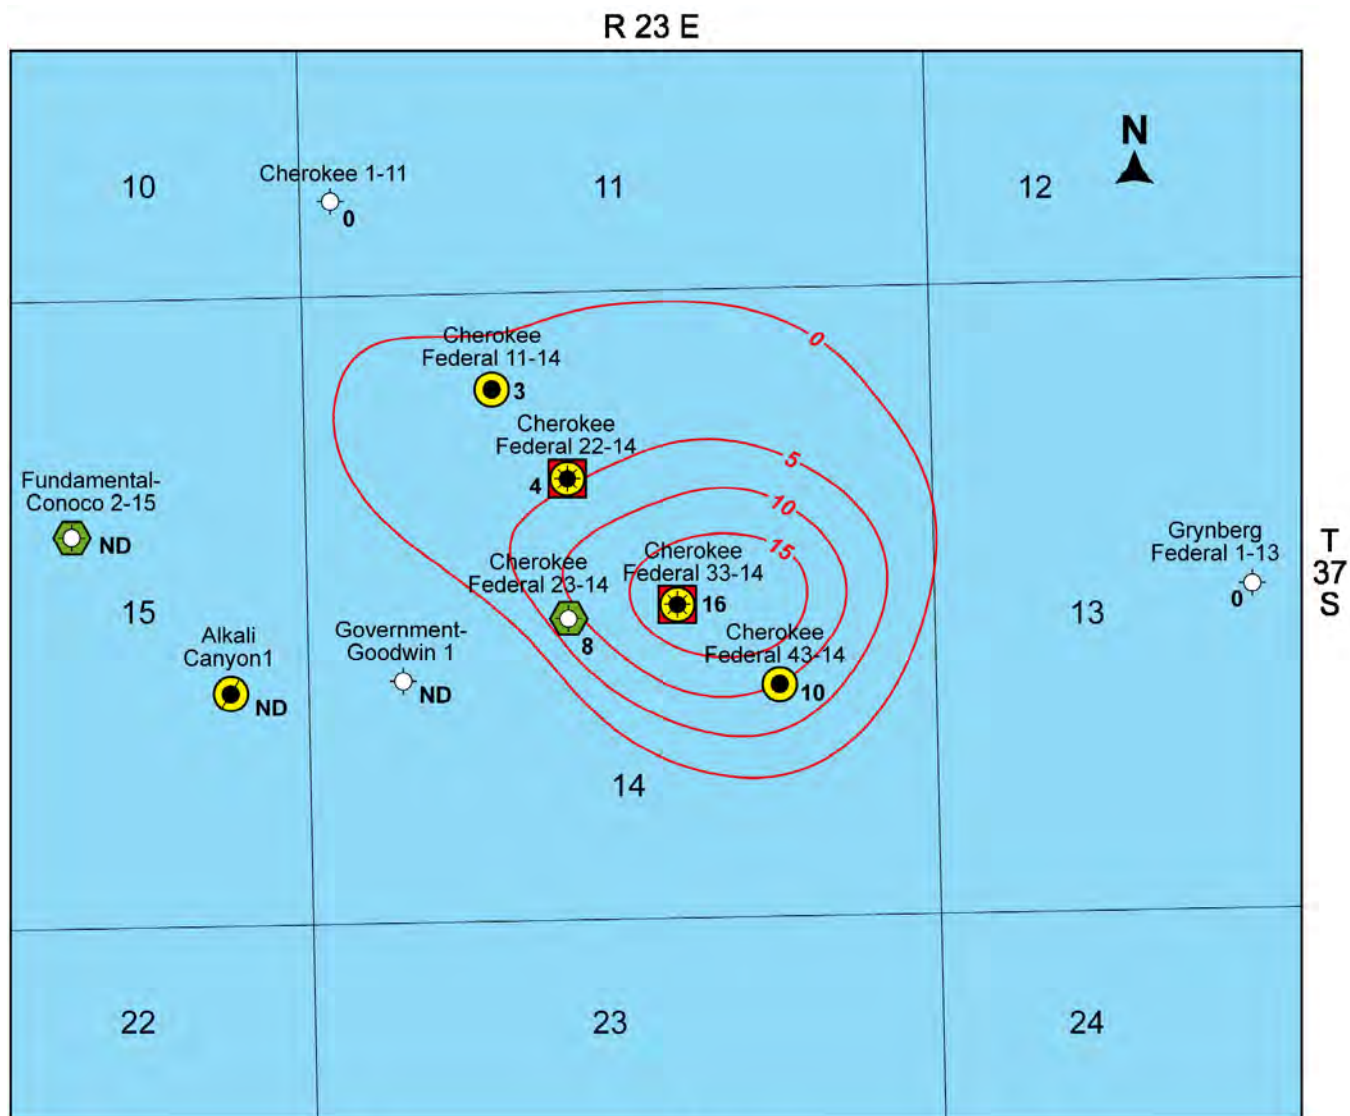 R 23 E
N
10
Cherokee 1-11
0
11
12
0
Cherokee
Federal 11-14
3
Cherokee
Federal 22-14
4
5
10
15
Fundamental-
Conoco 2-15
ND
15
Cherokee
Federal 23-14
8
Cherokee
Federal 33-14
16
Grynberg
Federal 1-13
0
T
37
S
13
Alkali
Canyon1
ND
Government-
Goodwin 1
ND
Cherokee
Federal 43-14
10
14
22
23
24